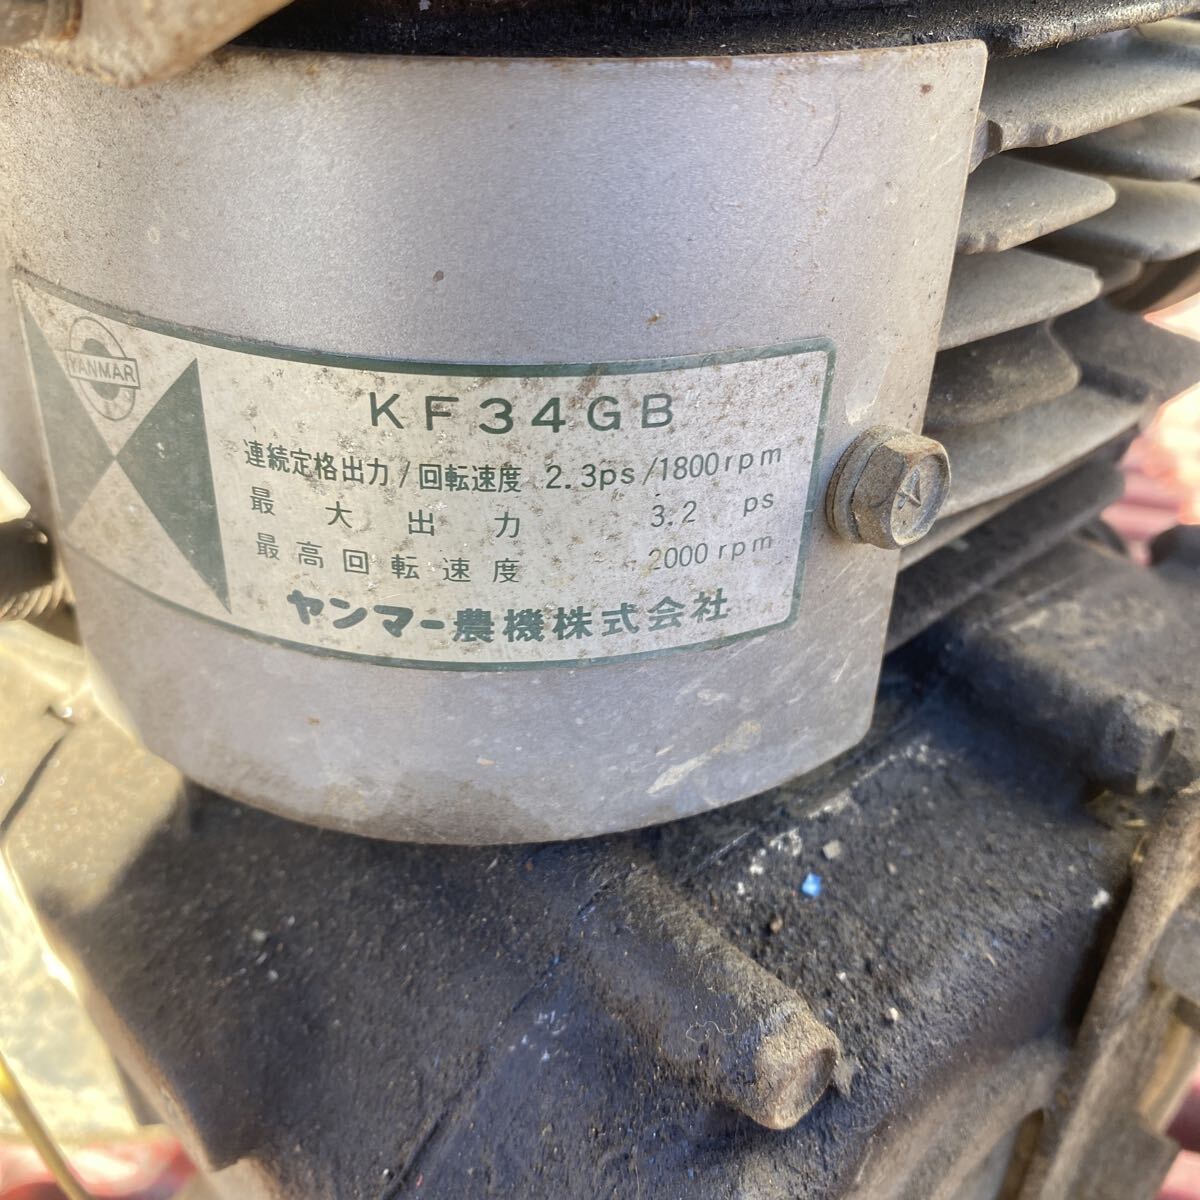 YANMAR
KF34GB
連続定格出力/回転速度 2.3ps/1800rpm
最大出力 3.2 ps
最高回転速度 2000rpm
ヤンマー農機株式会社